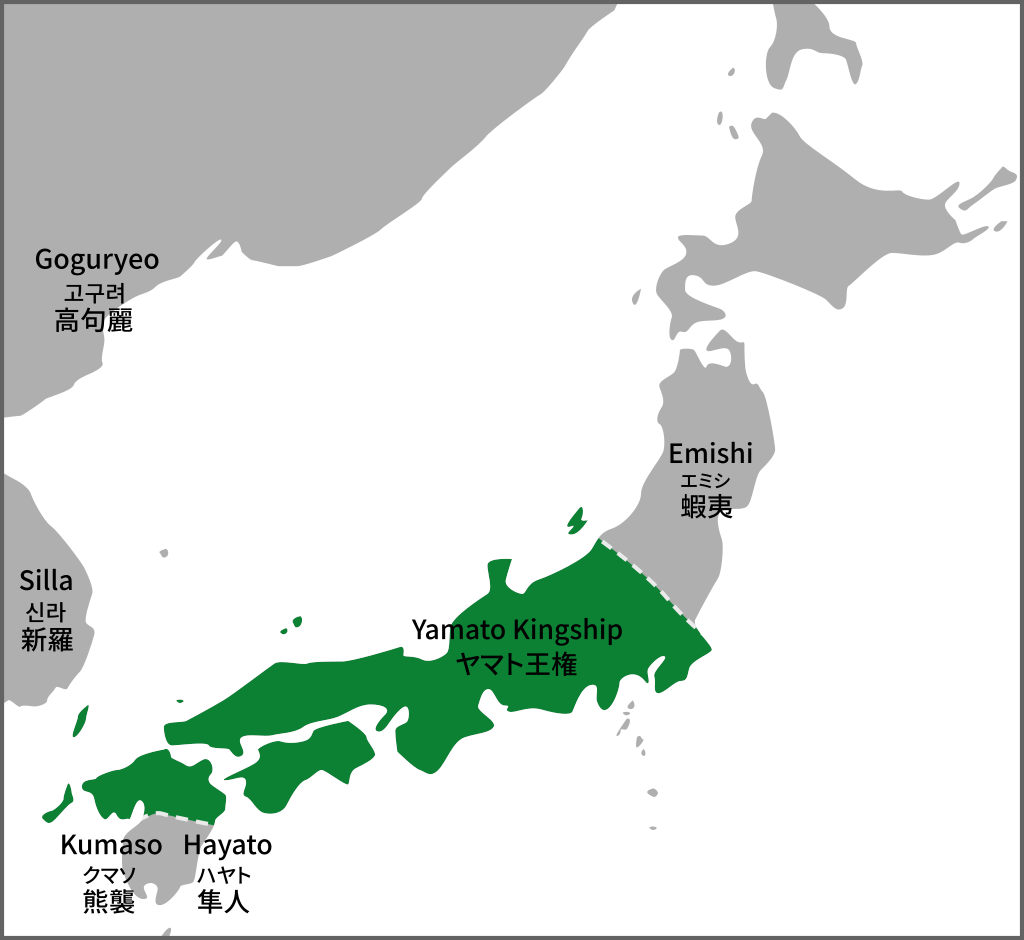 Goguryeo
고구려
高句麗
Emishi
エミシ
蝦夷
Silla
신라
新羅
Yamato Kingship
ヤマト王権
Kumaso
クマソ
熊襲
Hayato
ハヤト
隼人